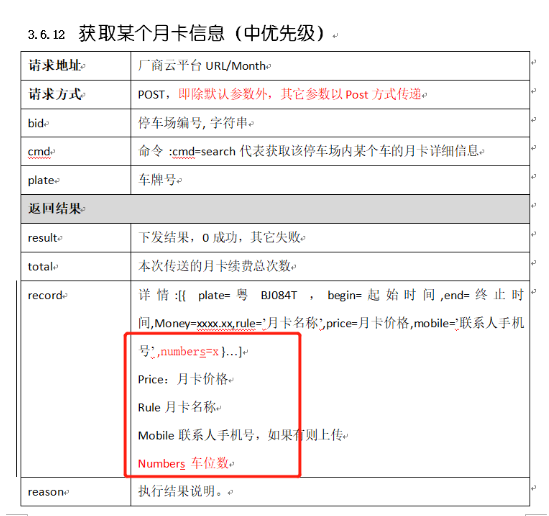 3.6.12 获取某个月卡信息（中优先级）
请求地址 厂商云平台 URL/Month
请求方式 POST，即除默认参数外，其它参数以 Post 方式传递
bid 停车场编号, 字符串
cmd 命令 :cmd=search 代表获取该停车场内某个车的月卡详细信息
plate 车牌号
返回结果
result 下发结果，0 成功，其它失败
total 本次传送的月卡续费总次数
record 详情:[{ plate= 粤 BJ084T ， begin= 起始时间,end= 终止时
间,Money=xxxx.xx,rule='月卡名称',price=月卡价格,mobile='联系人手机
号',numbers=x }...]
Price：月卡价格
Rule 月卡名称
Mobile 联系人手机号，如果有则上传
Numbers 车位数
reason 执行结果说明。